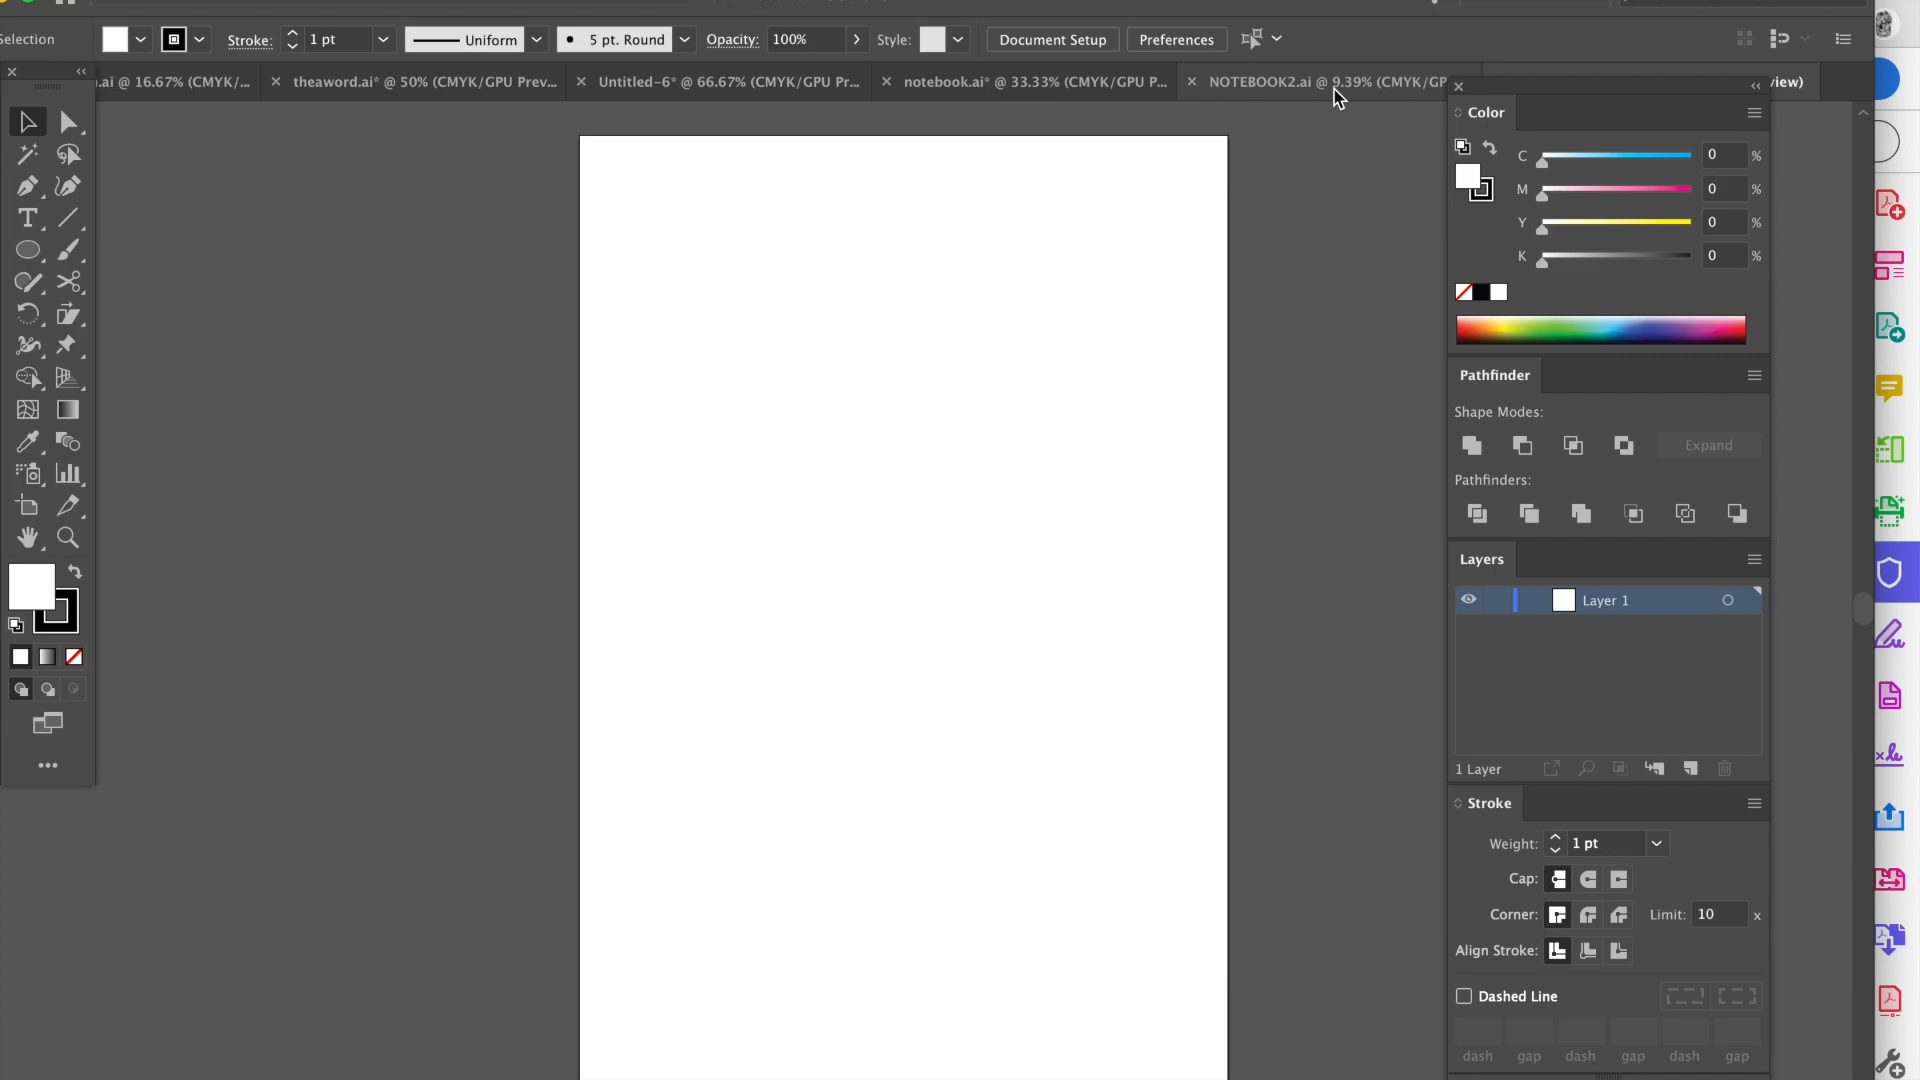 Selection
Stroke: 1 pt Uniform 5 pt. Round Opacity: 100% Style: Document Setup Preferences
.ai @ 16.67% (CMYK/... theaword.ai* @ 50% (CMYK/GPU Prev... Untitled-6* @ 66.67% (CMYK/GPU Pr... notebook.ai* @ 33.33% (CMYK/GPU P... NOTEBOOK2.ai @ 9.39% (CMYK/GP view)
Color
C 0 %
M 0 %
Y 0 %
K 0 %
Pathfinder
Shape Modes:
Expand
Pathfinders:
Layers
Layer 1
1 Layer
Stroke
Weight: 1 pt
Cap:
Corner: Limit: 10 x
Align Stroke:
Dashed Line
dash gap dash gap dash gap